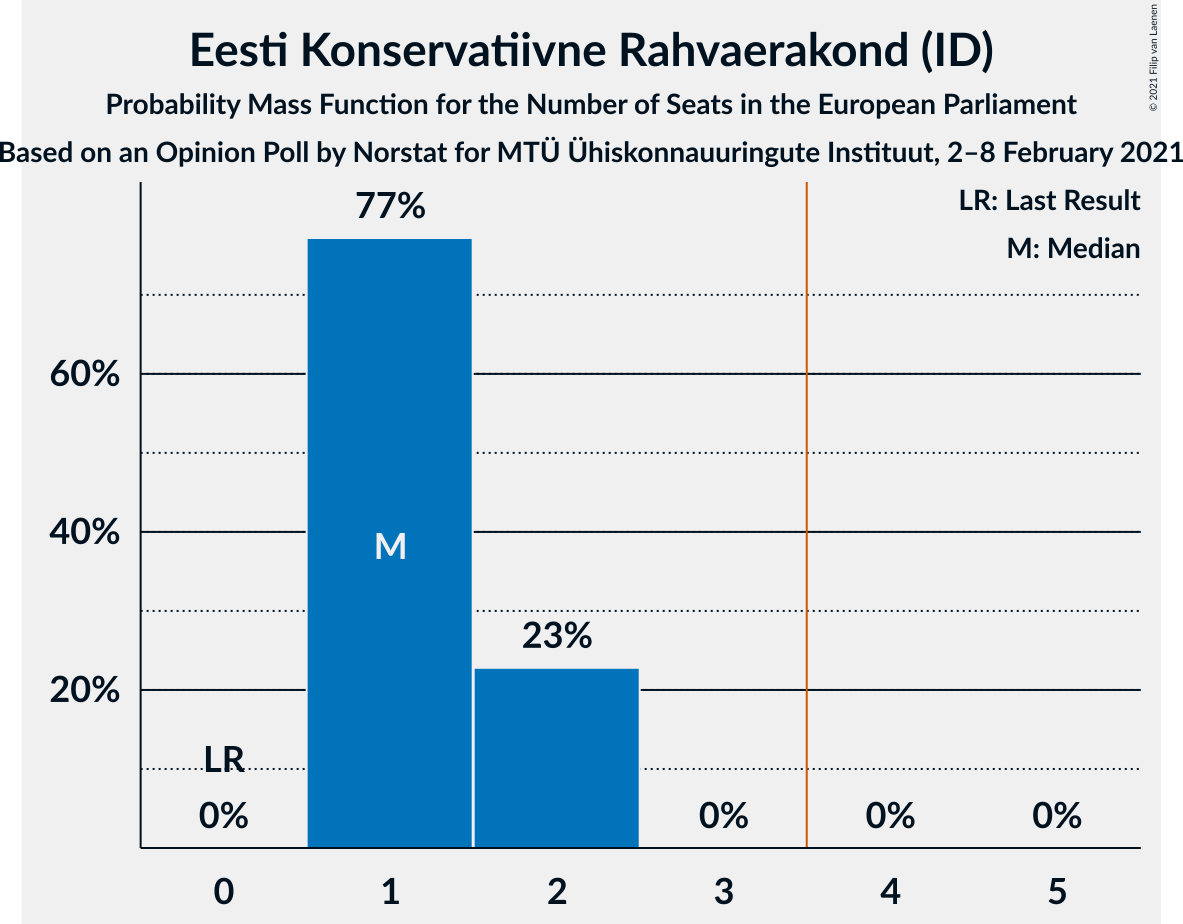 Eesti Konservatiivne Rahvaerakond (ID)
Probability Mass Function for the Number of Seats in the European Parliament
Based on an Opinion Poll by Norstat for MTÜ Ühiskonnauuringute Instituut, 2–8 February 2021
© 2021 Filip van Laenen
LR: Last Result
M: Median
77%
60%
40%
M
23%
20%
LR
0%
0%
0%
0%
0
1
2
3
4
5